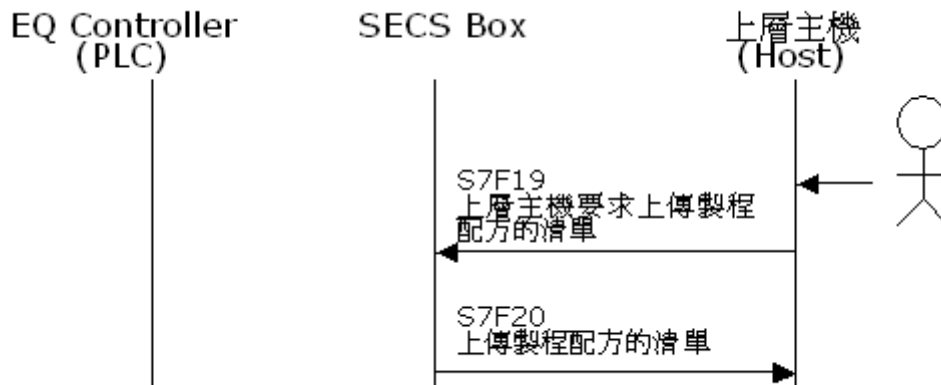 EQ Controller
(PLC)
SECS Box
上層主機
(Host)
S7F19
上層主機要求上傳製程
配方的清單
S7F20
上傳製程配方的清單